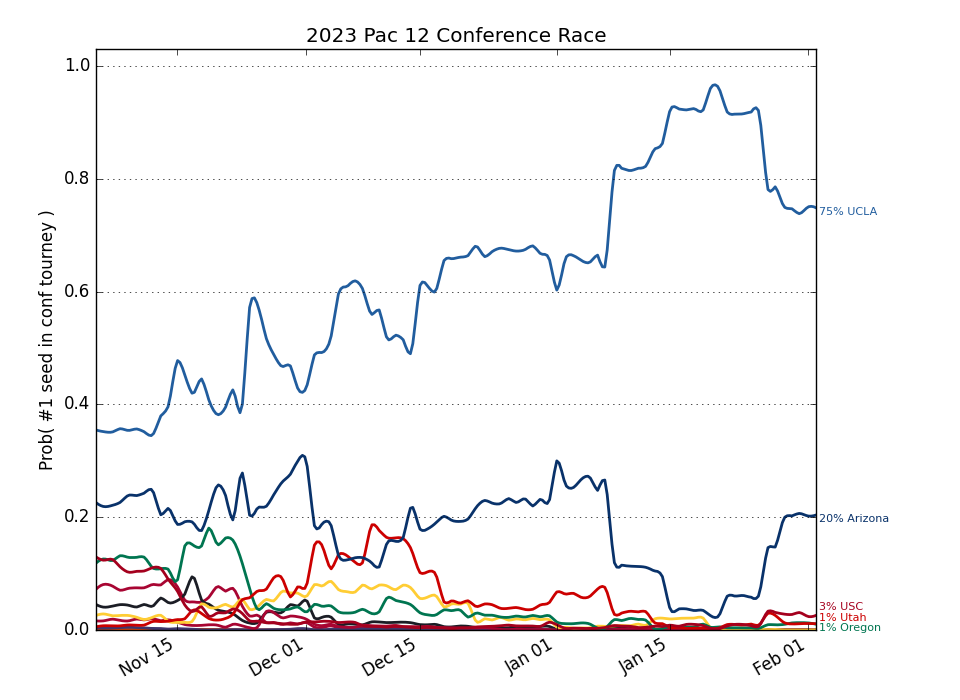 2023 Pac 12 Conference Race
Prob( #1 seed in conf tourney )
1.0
0.8
0.6
0.4
0.2
0.0
Nov 15
Dec 01
Dec 15
Jan 01
Jan 15
Feb 01
75% UCLA
20% Arizona
3% USC
1% Utah
1% Oregon